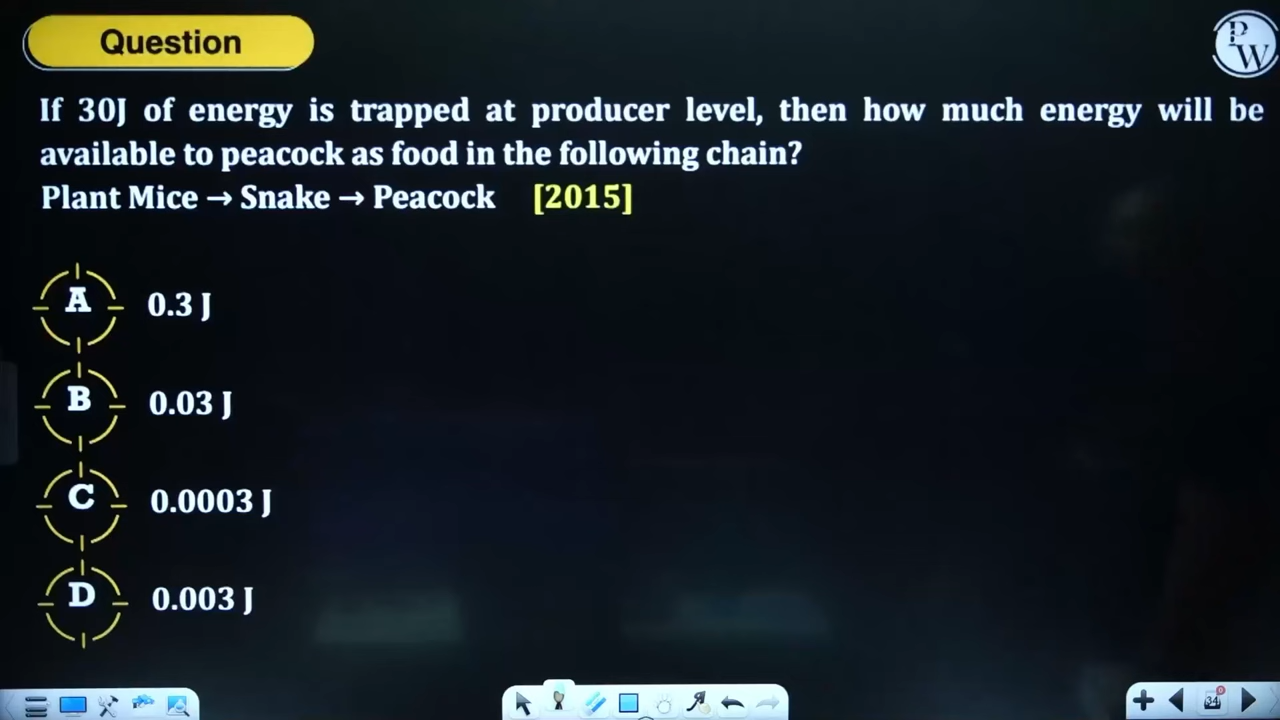 Question
PW
If 30J of energy is trapped at producer level, then how much energy will be
available to peacock as food in the following chain?
Plant Mice → Snake → Peacock [2015]
A 0.3 J
B 0.03 J
C 0.0003 J
D 0.003 J
34